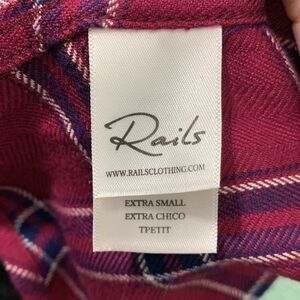 Rails
WWW.RAILSCLOTHING.COM
EXTRA SMALL
EXTRA CHICO
TPETIT